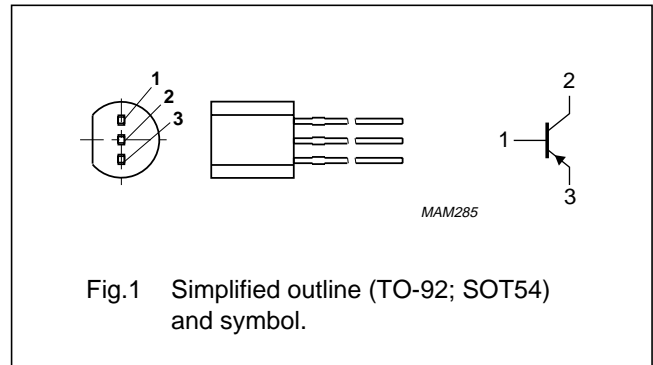 1
2
3
MAM285
1
2
3
Fig.1 Simplified outline (TO-92; SOT54)
and symbol.